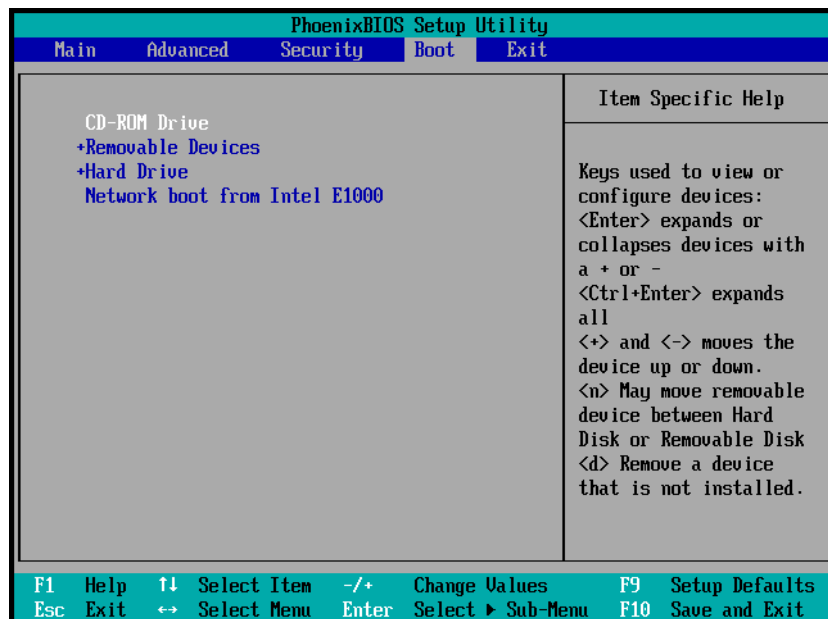 PhoenixBIOS Setup Utility
Main Advanced Security Boot Exit
CD-ROM Drive
+Removable Devices
+Hard Drive
Network boot from Intel E1000
Item Specific Help
Keys used to view or
configure devices:
<Enter> expands or
collapses devices with
a + or -
<Ctrl+Enter> expands
all
<+> and <-> moves the
device up or down.
<n> May move removable
device between Hard
Disk or Removable Disk
<d> Remove a device
that is not installed.
F1 Help ↑↓ Select Item -/+ Change Values F9 Setup Defaults
Esc Exit ↔ Select Menu Enter Select ▶ Sub-Menu F10 Save and Exit